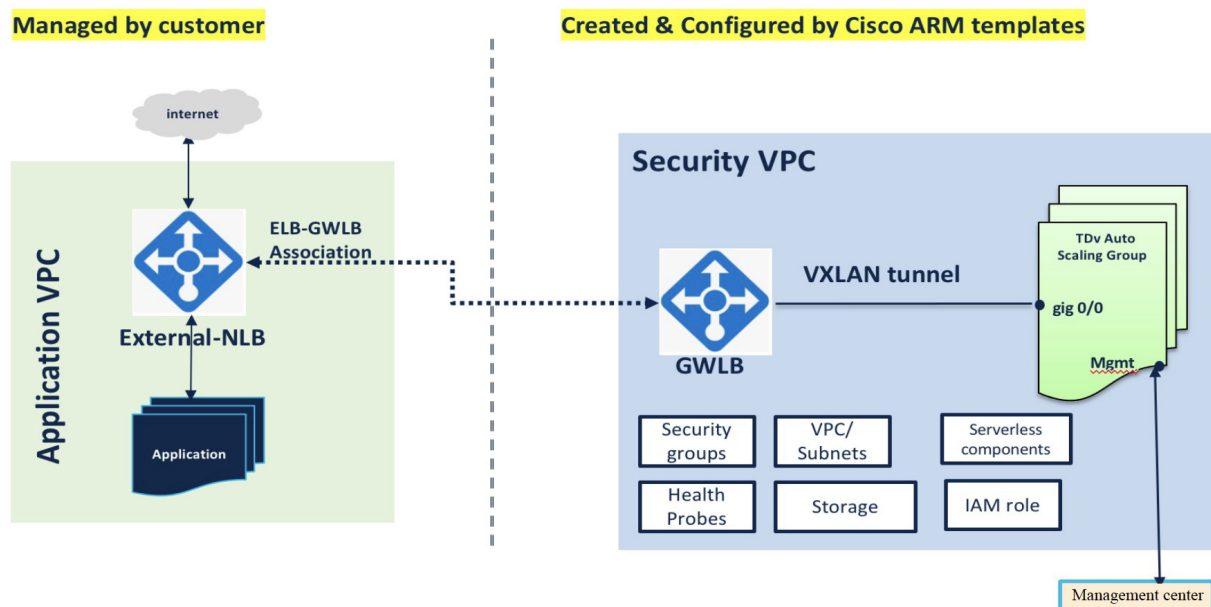 Managed by customer
Created & Configured by Cisco ARM templates
internet
Application VPC
ELB-GWLB
Association
External-NLB
Application
Security VPC
GWLB
VXLAN tunnel
TDv Auto
Scaling Group
gig 0/0
Mgmt
Security
groups
VPC/
Subnets
Serverless
components
Health
Probes
Storage
IAM role
Management center